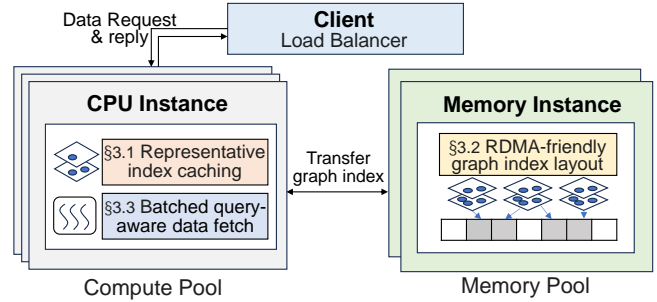 Data Request
& reply
Client
Load Balancer
CPU Instance
§3.1 Representative
index caching
§3.3 Batched query-
aware data fetch
Compute Pool
Transfer
graph index
Memory Instance
§3.2 RDMA-friendly
graph index layout
Memory Pool